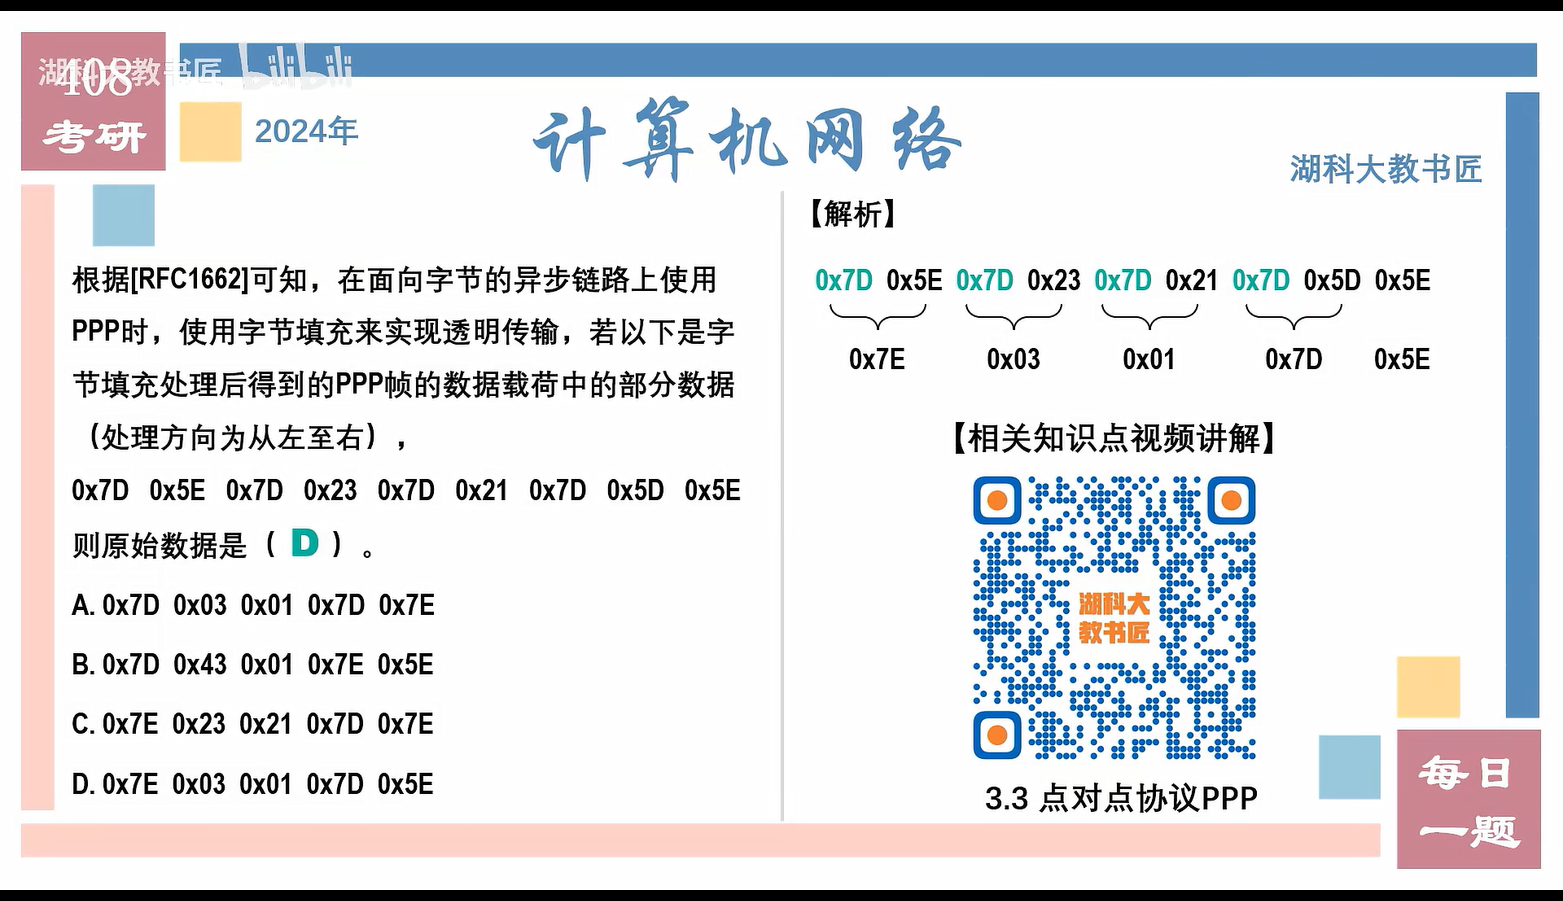 湖科大教书匠 bilibili
408
考研
2024年
计算机网络
湖科大教书匠
根据[RFC1662]可知，在面向字节的异步链路上使用
PPP时，使用字节填充来实现透明传输，若以下是字
节填充处理后得到的PPP帧的数据载荷中的部分数据
（处理方向为从左至右），
0x7D 0x5E 0x7D 0x23 0x7D 0x21 0x7D 0x5D 0x5E
则原始数据是（ D ）。
A. 0x7D 0x03 0x01 0x7D 0x7E
B. 0x7D 0x43 0x01 0x7E 0x5E
C. 0x7E 0x23 0x21 0x7D 0x7E
D. 0x7E 0x03 0x01 0x7D 0x5E
【解析】
0x7D 0x5E 0x7D 0x23 0x7D 0x21 0x7D 0x5D 0x5E
0x7E 0x03 0x01 0x7D 0x5E
【相关知识点视频讲解】
湖科大
教书匠
3.3 点对点协议PPP
每日
一题